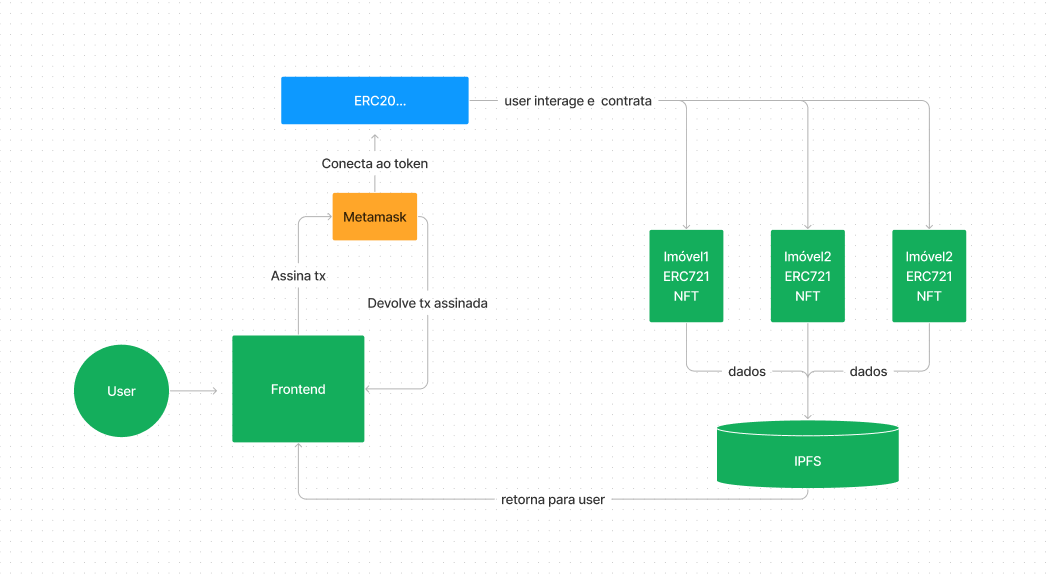 ERC20...
user interage e contrata
Conecta ao token
Metamask
Assina tx
Devolve tx assinada
Imóvel1
ERC721
NFT
Imóvel2
ERC721
NFT
Imóvel2
ERC721
NFT
User
Frontend
dados
dados
IPFS
retorna para user